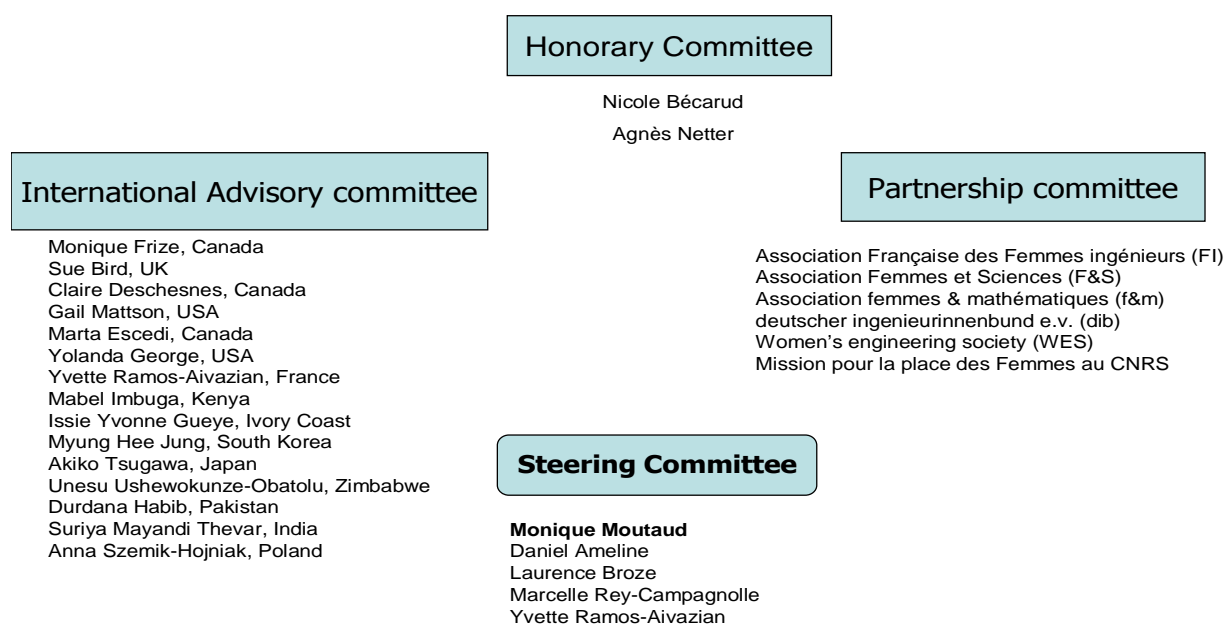 Honorary Committee
Nicole Bécarud
Agnès Netter
International Advisory committee
Monique Frize, Canada
Sue Bird, UK
Claire Deschesnes, Canada
Gail Mattson, USA
Marta Escedi, Canada
Yolanda George, USA
Yvette Ramos-Aivazian, France
Mabel Imbuga, Kenya
Issie Yvonne Gueye, Ivory Coast
Myung Hee Jung, South Korea
Akiko Tsugawa, Japan
Unesu Ushewokunze-Obatolu, Zimbabwe
Durdana Habib, Pakistan
Suriya Mayandi Thevar, India
Anna Szemik-Hojniak, Poland
Partnership committee
Association Française des Femmes ingénieurs (FI)
Association Femmes et Sciences (F&S)
Association femmes & mathématiques (f&m)
deutscher ingenieurinnenbund e.v. (dib)
Women's engineering society (WES)
Mission pour la place des Femmes au CNRS
Steering Committee
Monique Moutaud
Daniel Ameline
Laurence Broze
Marcelle Rey-Campagnolle
Yvette Ramos-Aivazian